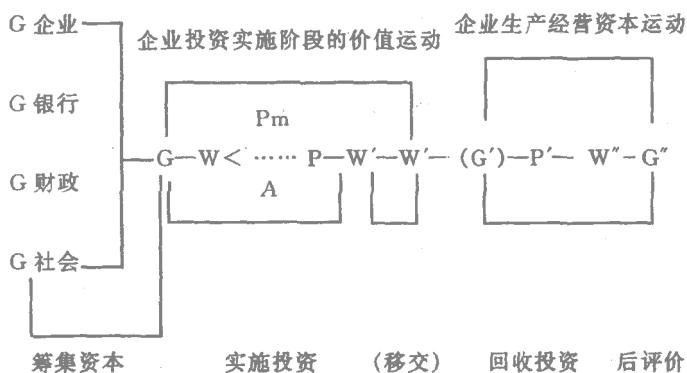 G 企业
企业投资实施阶段的价值运动
企业生产经营资本运动
G 银行
Pm
G—W< …… P—W′—W′—(G′)—P′— W″-G″
A
G 财政
G 社会
筹集资本 实施投资 (移交) 回收投资 后评价